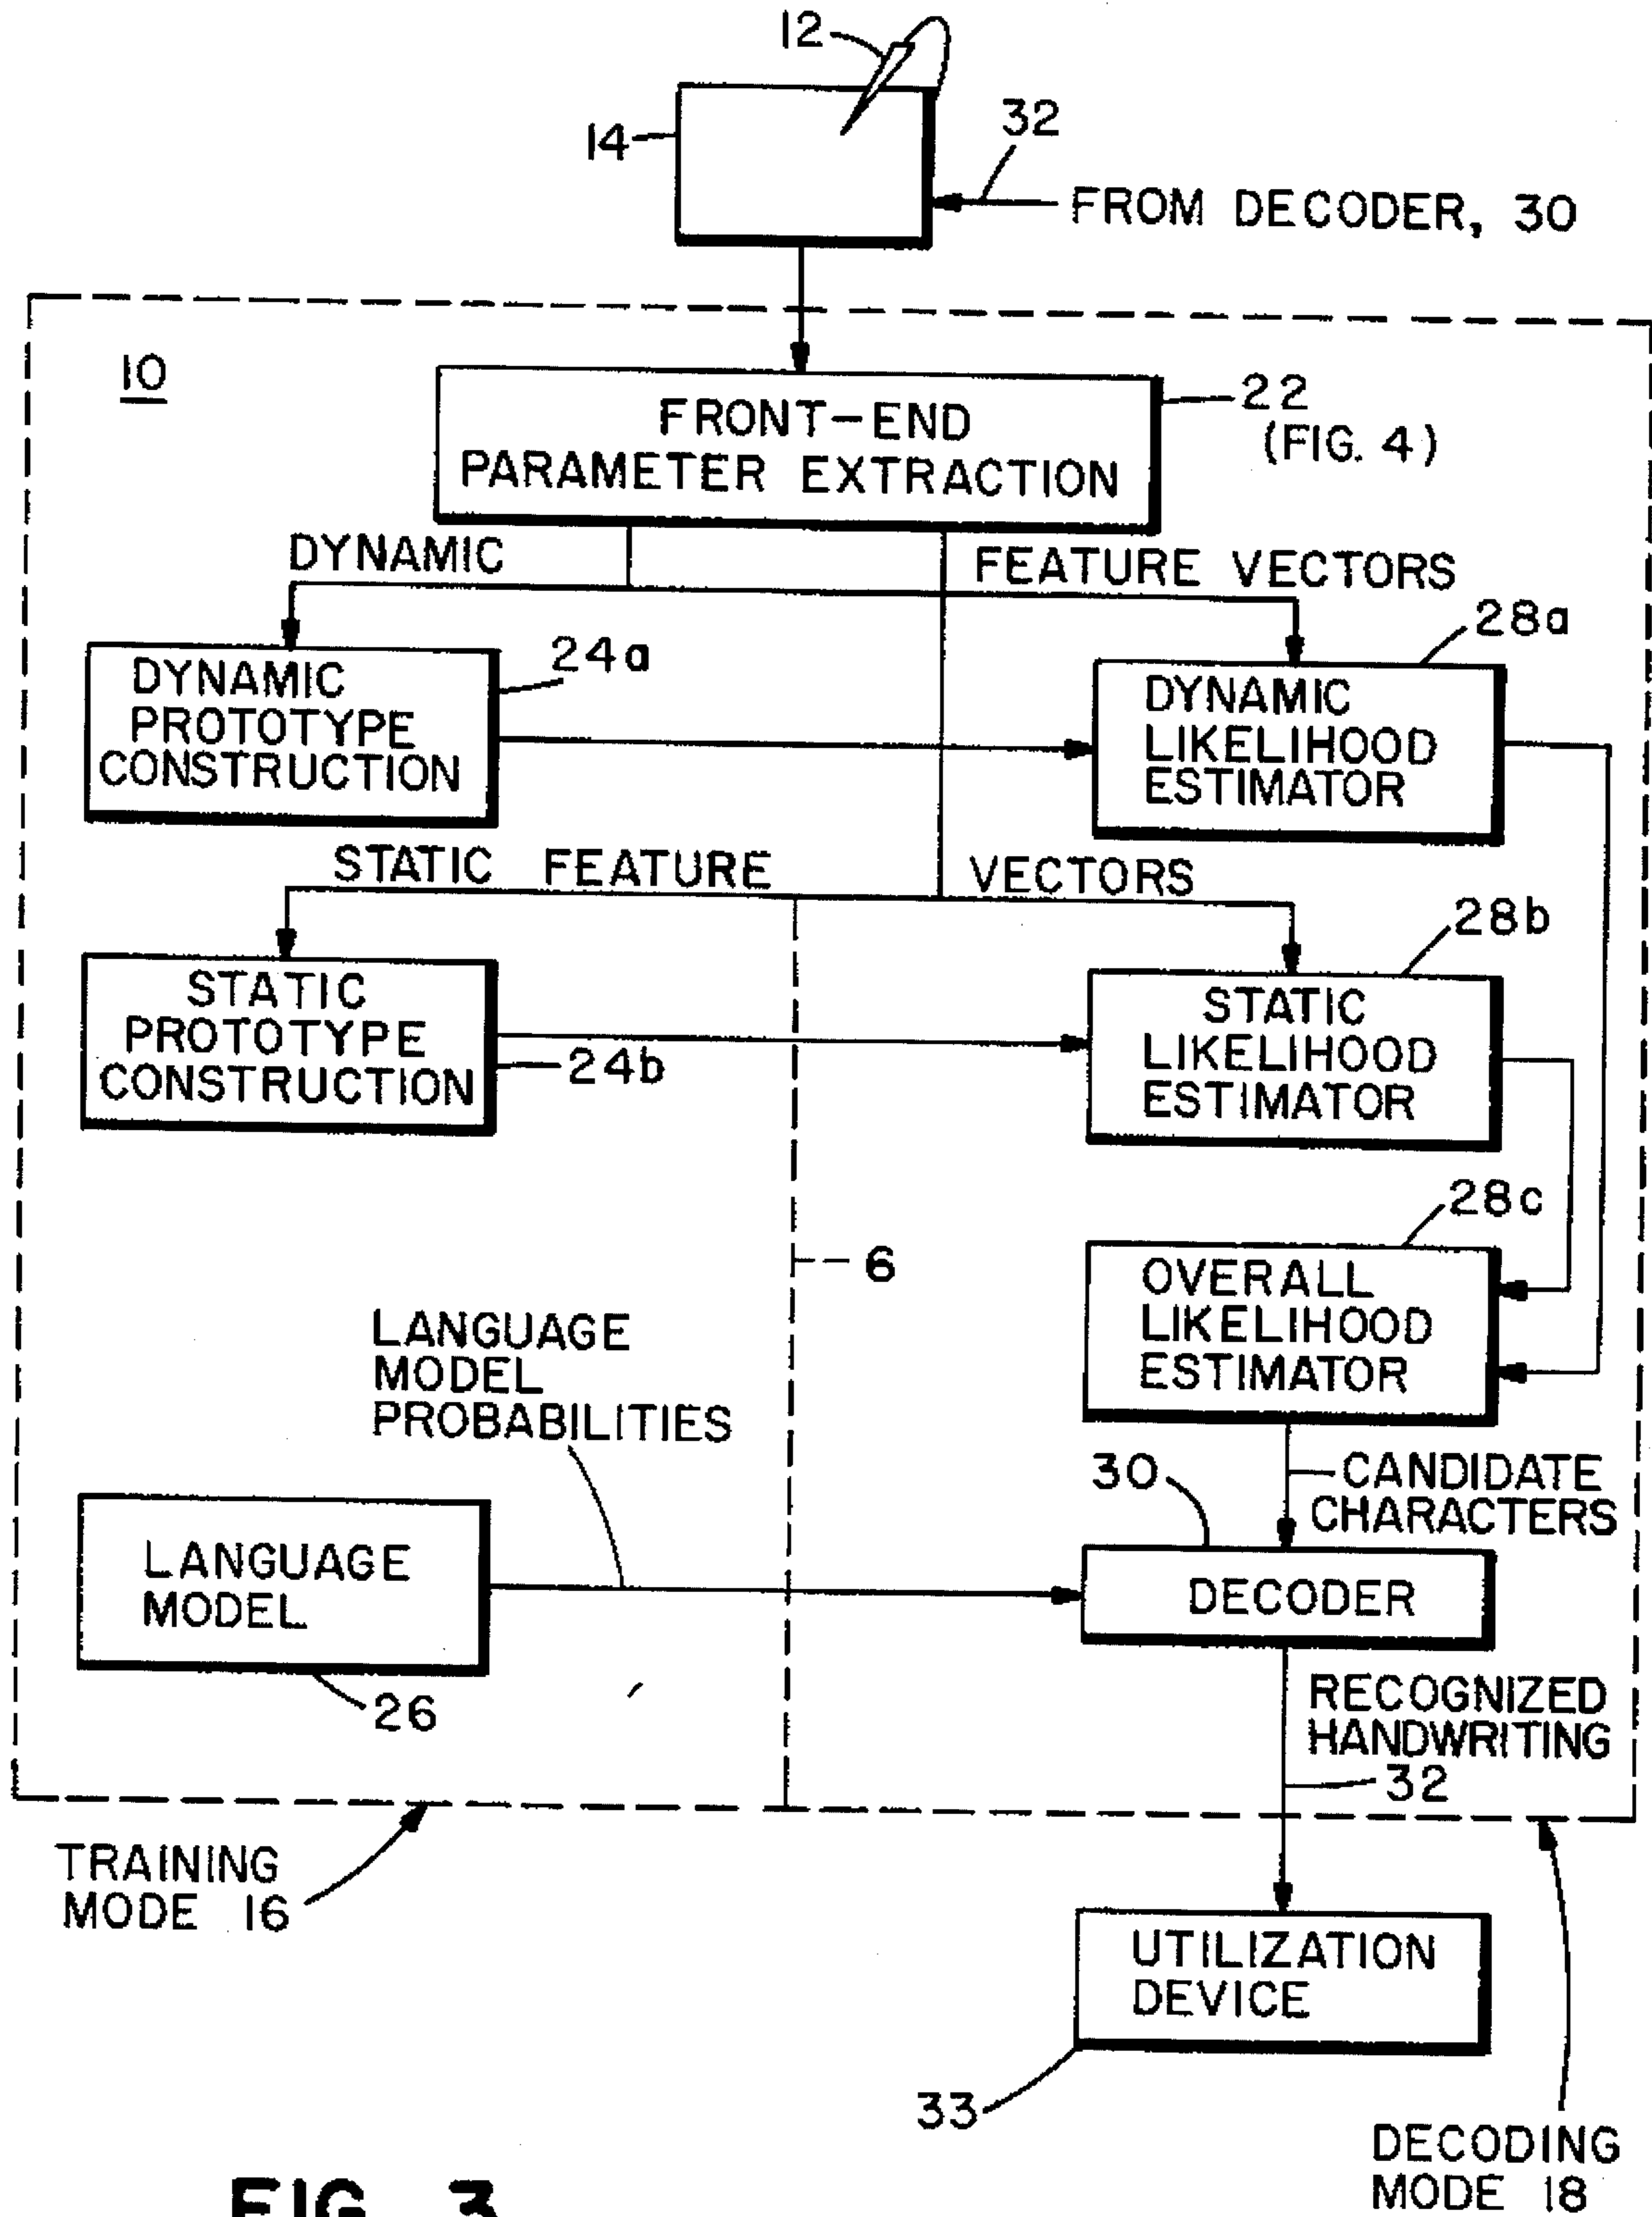 12
14
32
FROM DECODER, 30
10
FRONT-END
PARAMETER EXTRACTION
22
(FIG. 4)
DYNAMIC FEATURE VECTORS
24a
28a
DYNAMIC
PROTOTYPE
CONSTRUCTION
DYNAMIC
LIKELIHOOD
ESTIMATOR
STATIC FEATURE VECTORS
28b
STATIC
PROTOTYPE
CONSTRUCTION
24b
STATIC
LIKELIHOOD
ESTIMATOR
28c
6
OVERALL
LIKELIHOOD
ESTIMATOR
LANGUAGE
MODEL
PROBABILITIES
30
CANDIDATE
CHARACTERS
LANGUAGE
MODEL
DECODER
26
RECOGNIZED
HANDWRITING
32
TRAINING
MODE 16
UTILIZATION
DEVICE
33
DECODING
MODE 18
FIG. 3